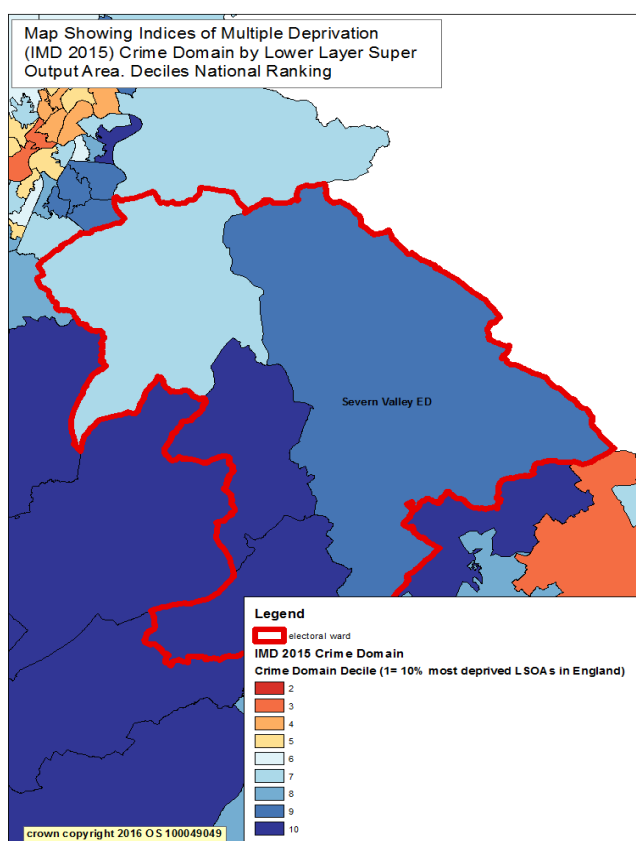 Map Showing Indices of Multiple Deprivation
(IMD 2015) Crime Domain by Lower Layer Super
Output Area. Deciles National Ranking
Severn Valley ED
Legend
electoral ward
IMD 2015 Crime Domain
Crime Domain Decile (1= 10% most deprived LSOAs in England)
2
3
4
5
6
7
8
9
10
crown copyright 2016 OS 100049049